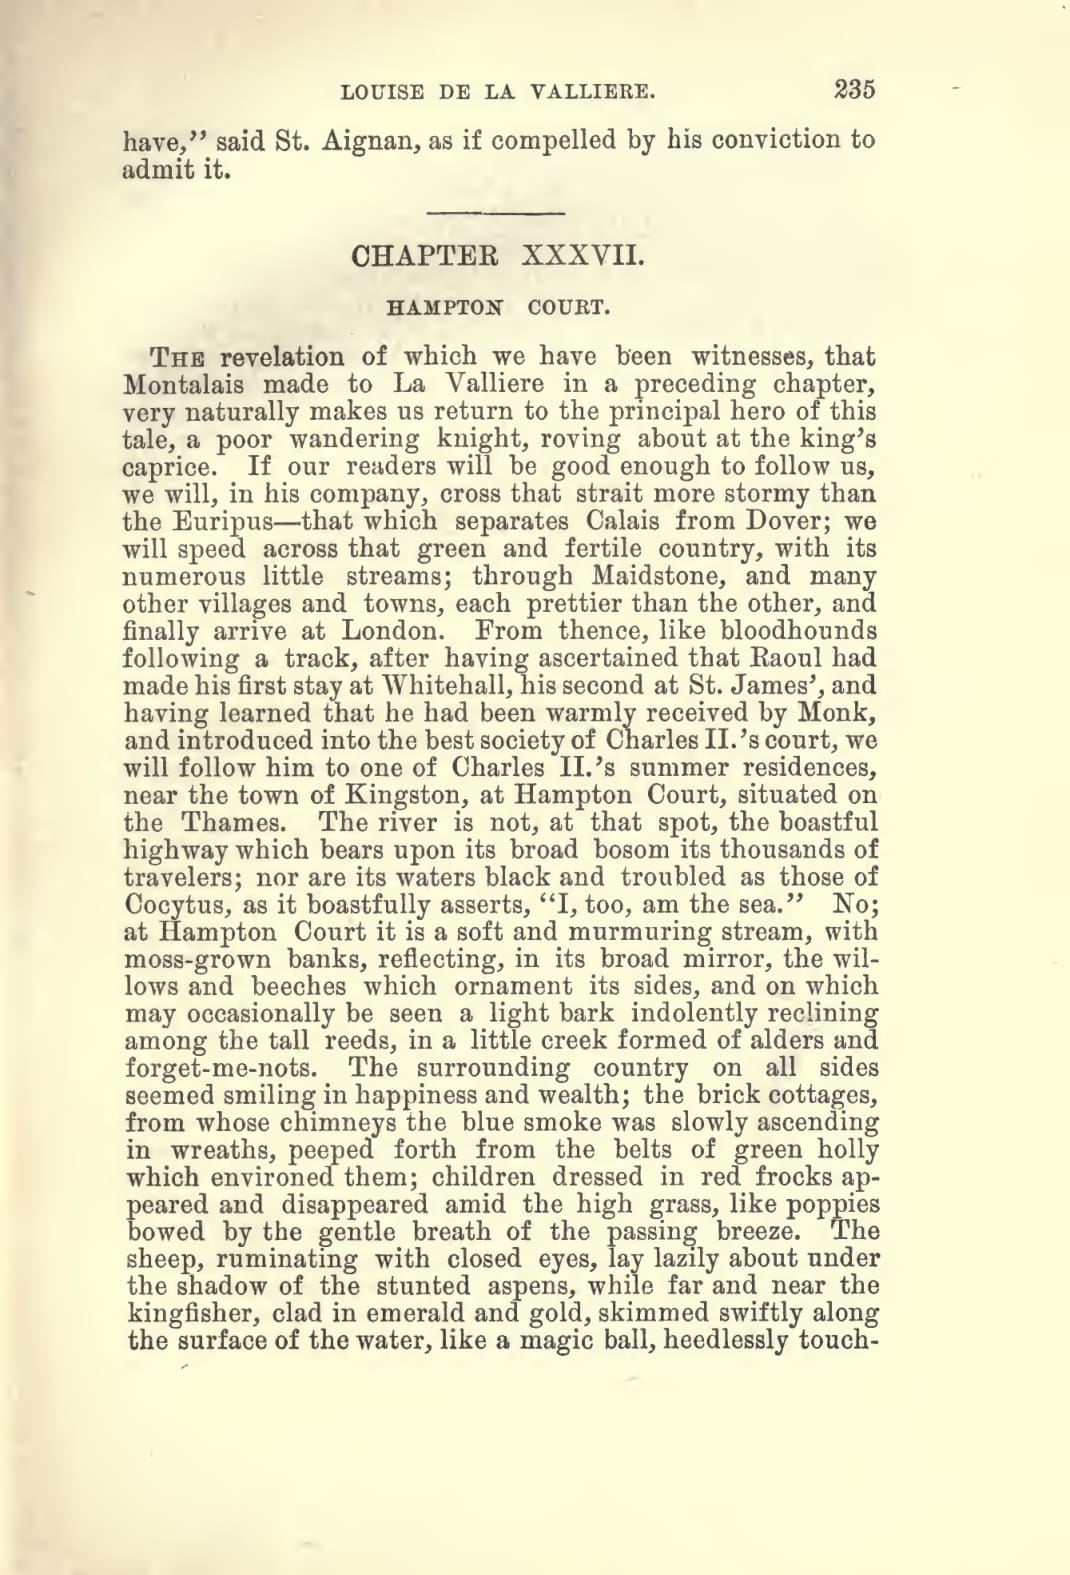 LOUISE DE LA VALLIERE. 235
have,” said St. Aignan, as if compelled by his conviction to
admit it.
CHAPTER XXXVII.
HAMPTON COURT.
THE revelation of which we have been witnesses, that
Montalais made to La Valliere in a preceding chapter,
very naturally makes us return to the principal hero of this
tale, a poor wandering knight, roving about at the king’s
caprice. If our readers will be good enough to follow us,
we will, in his company, cross that strait more stormy than
the Euripus—that which separates Calais from Dover; we
will speed across that green and fertile country, with its
numerous little streams; through Maidstone, and many
other villages and towns, each prettier than the other, and
finally arrive at London. From thence, like bloodhounds
following a track, after having ascertained that Raoul had
made his first stay at Whitehall, his second at St. James’, and
having learned that he had been warmly received by Monk,
and introduced into the best society of Charles II.’s court, we
will follow him to one of Charles II.’s summer residences,
near the town of Kingston, at Hampton Court, situated on
the Thames. The river is not, at that spot, the boastful
highway which bears upon its broad bosom its thousands of
travelers; nor are its waters black and troubled as those of
Cocytus, as it boastfully asserts, “I, too, am the sea.” No;
at Hampton Court it is a soft and murmuring stream, with
moss-grown banks, reflecting, in its broad mirror, the wil-
lows and beeches which ornament its sides, and on which
may occasionally be seen a light bark indolently reclining
among the tall reeds, in a little creek formed of alders and
forget-me-nots. The surrounding country on all sides
seemed smiling in happiness and wealth; the brick cottages,
from whose chimneys the blue smoke was slowly ascending
in wreaths, peeped forth from the belts of green holly
which environed them; children dressed in red frocks ap-
peared and disappeared amid the high grass, like poppies
bowed by the gentle breath of the passing breeze. The
sheep, ruminating with closed eyes, lay lazily about under
the shadow of the stunted aspens, while far and near the
kingfisher, clad in emerald and gold, skimmed swiftly along
the surface of the water, like a magic ball, heedlessly touch-